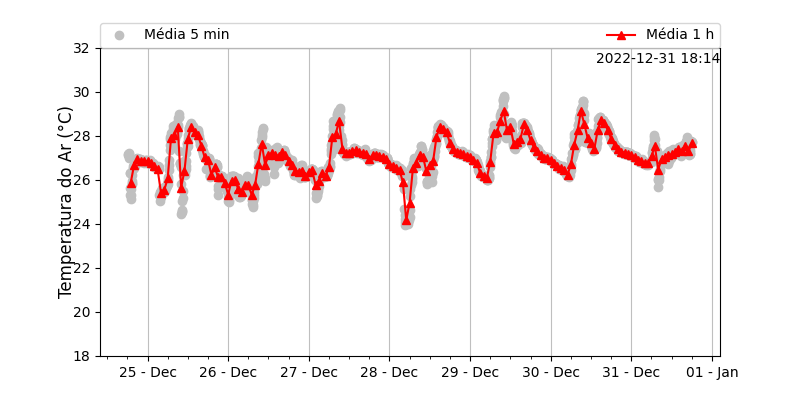 Média 5 min
Média 1 h
2022-12-31 18:14
Temperatura do Ar (°C)
32
30
28
26
24
22
20
18
25 - Dec
26 - Dec
27 - Dec
28 - Dec
29 - Dec
30 - Dec
31 - Dec
01 - Jan